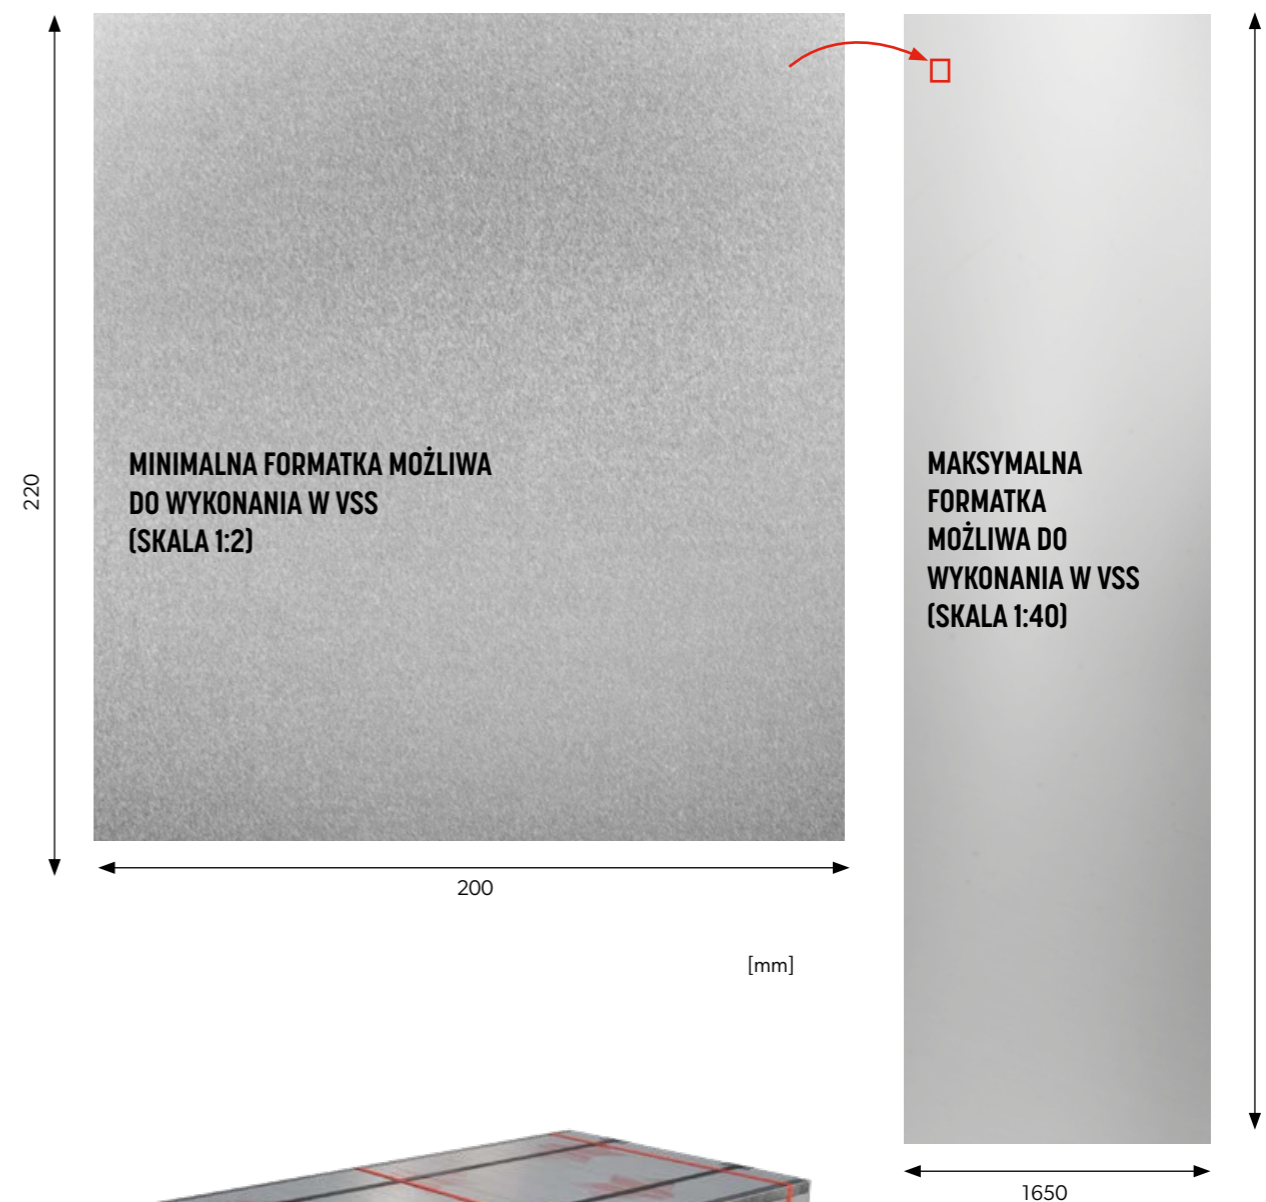 220
MINIMALNA FORMATKA MOŻLIWA
DO WYKONANIA W VSS
(SKALA 1:2)
200
[mm]
MAKSYMALNA
FORMATKA
MOŻLIWA DO
WYKONANIA W VSS
(SKALA 1:40)
1650